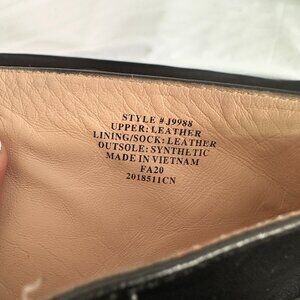 STYLE # J9988
UPPER: LEATHER
LINING/SOCK: LEATHER
OUTSOLE: SYNTHETIC
MADE IN VIETNAM
FA20
2018511CN